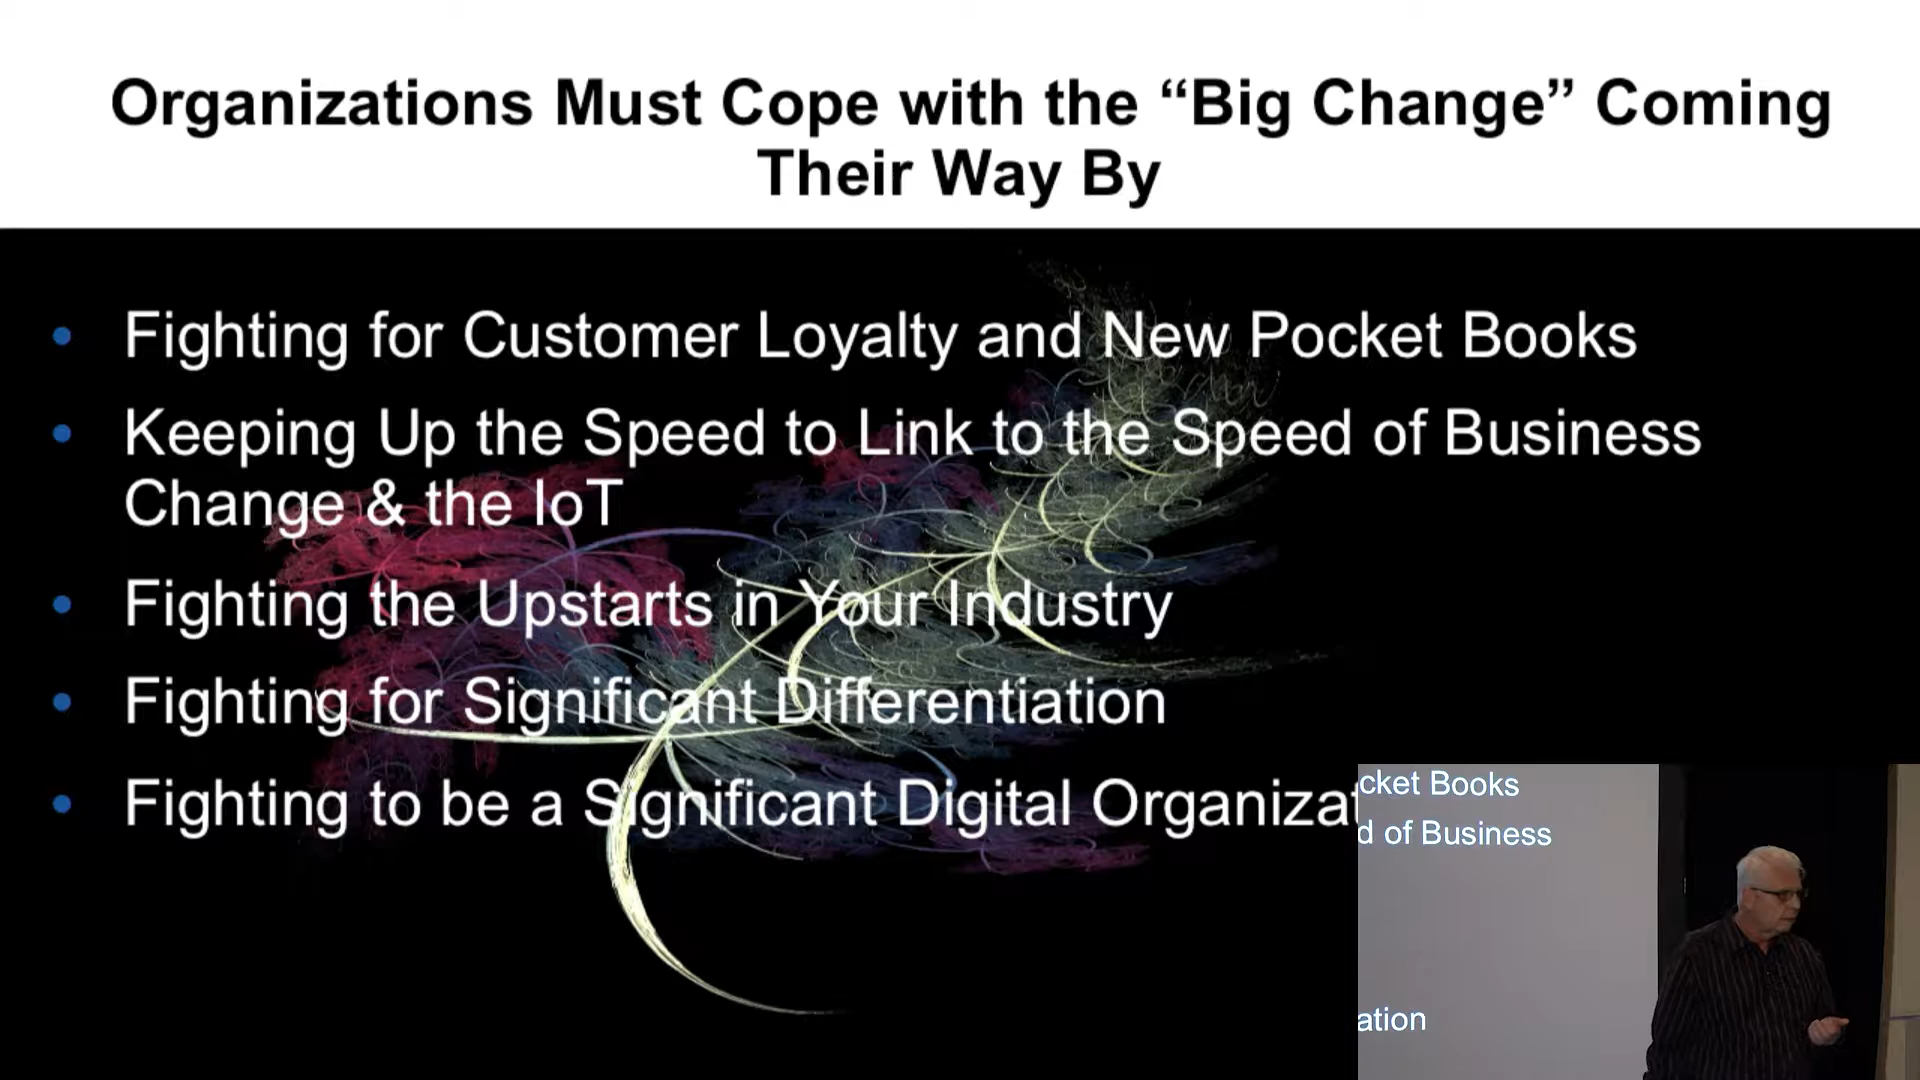 Organizations Must Cope with the “Big Change” Coming
Their Way By
• Fighting for Customer Loyalty and New Pocket Books
• Keeping Up the Speed to Link to the Speed of Business
Change & the IoT
• Fighting the Upstarts in Your Industry
• Fighting for Significant Differentiation
• Fighting to be a Significant Digital Organizat
cket Books
d of Business
ation